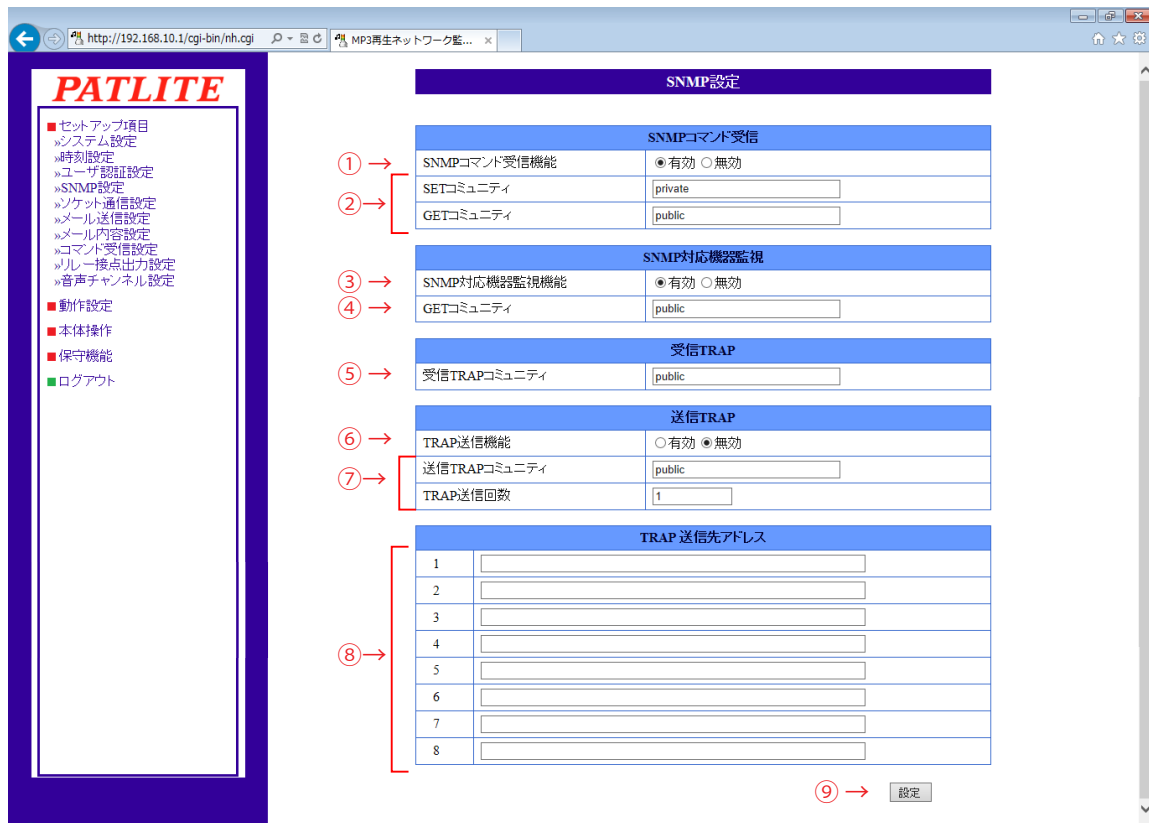 http://192.168.10.1/cgi-bin/nh.cgi
MP3再生ネットワーク監...
PATLITE
セットアップ項目
»システム設定
»時刻設定
»ユーザ認証設定
»SNMP設定
»ソケット通信設定
»メール送信設定
»メール内容設定
»コマンド受信設定
»リレー接点出力設定
»音声チャンネル設定
動作設定
本体操作
保守機能
ログアウト
SNMP設定
SNMPコマンド受信
① → SNMPコマンド受信機能 有効 無効
② → SETコミュニティ private
GETコミュニティ public
SNMP対応機器監視
③ → SNMP対応機器監視機能 有効 無効
④ → GETコミュニティ public
受信TRAP
⑤ → 受信TRAPコミュニティ public
送信TRAP
⑥ → TRAP送信機能 有効 無効
⑦ → 送信TRAPコミュニティ public
TRAP送信回数 1
TRAP 送信先アドレス
1
2
3
4
⑧ →
5
6
7
8
⑨ → 設定